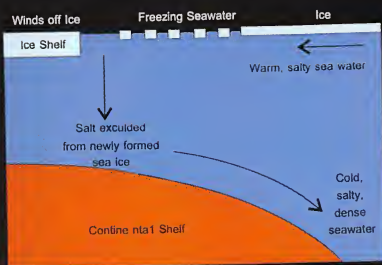 Winds off Ice
Freezing Seawater
Ice
Ice Shelf
Warm, salty sea water
Salt exculded
from newly formed
sea ice
Cold,
salty,
dense
seawater
Contine nta1 Shelf